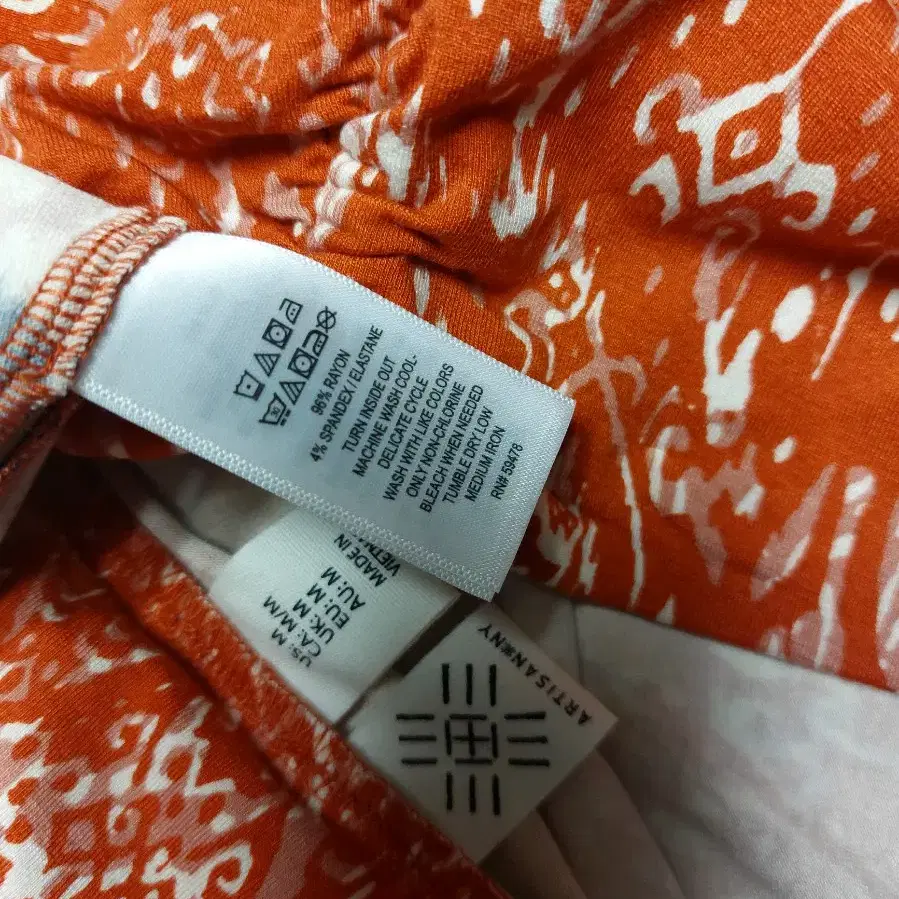 96% RAYON
4% SPANDEX / ELASTANE
TURN INSIDE OUT
MACHINE WASH COOL-
DELICATE CYCLE
WASH WITH LIKE COLORS
ONLY NON-CHLORINE
BLEACH WHEN NEEDED
TUMBLE DRY LOW
MEDIUM IRON
RN# 59478
US: M
CA: M/M
UK: M
EU: M
AU: M
MADE IN
ARTISAN NY